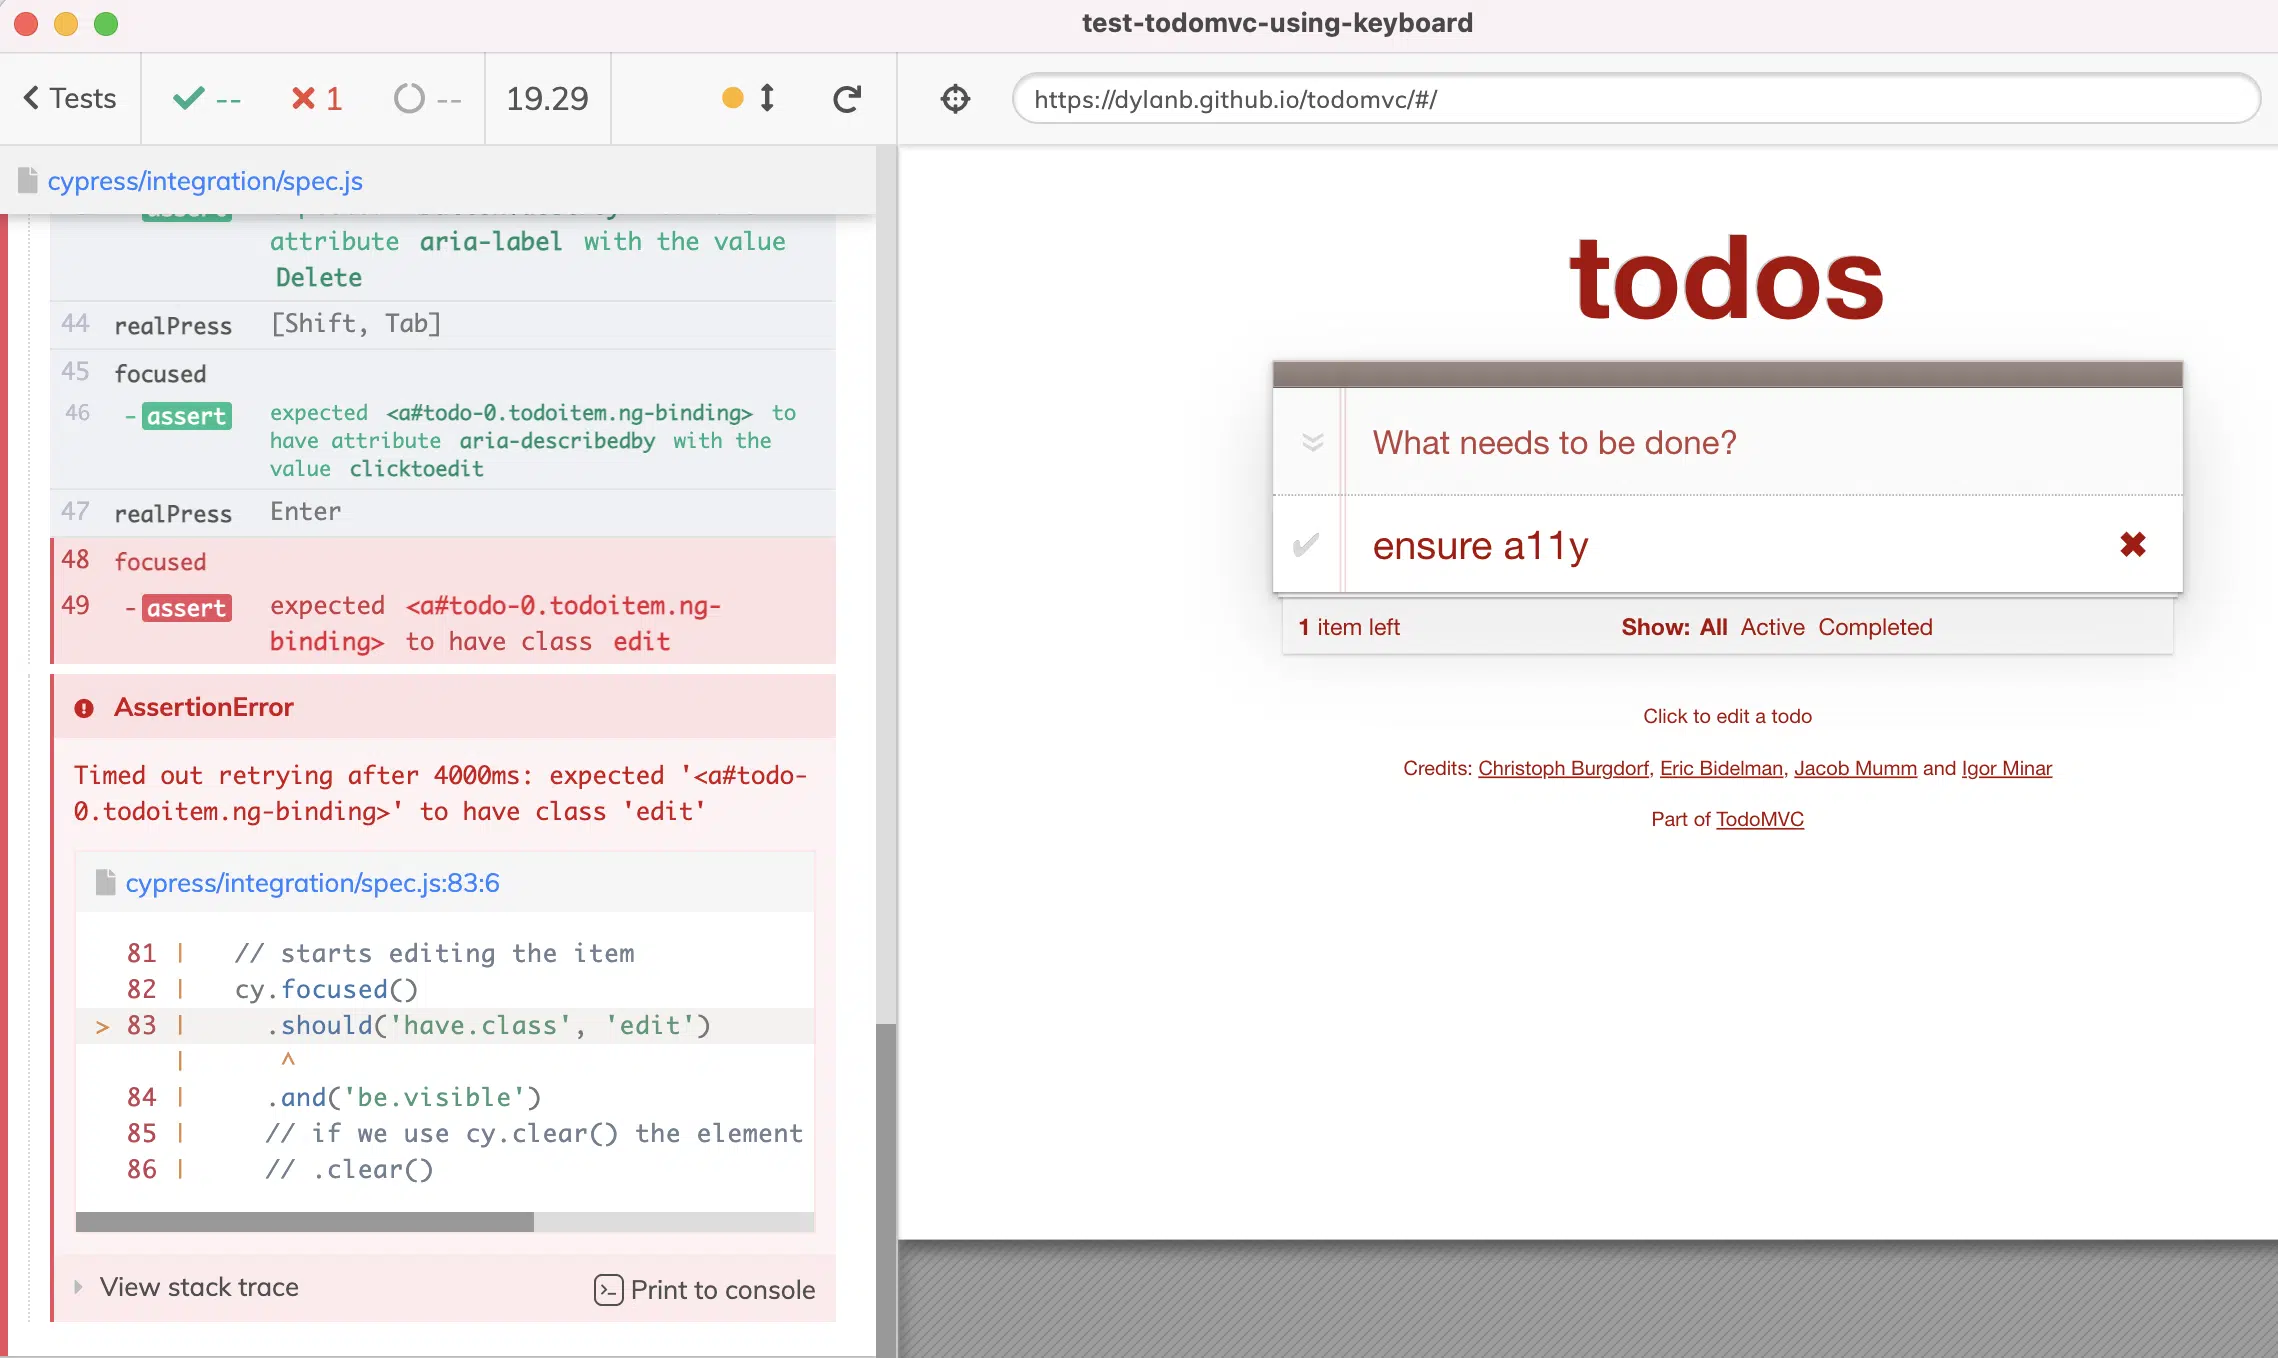 test-todomvc-using-keyboard
Tests
--
1
--
19.29
https://dylanb.github.io/todomvc/#/
cypress/integration/spec.js
attribute aria-label with the value
Delete
44 realPress [Shift, Tab]
45 focused
46 -assert expected <a#todo-0.todoitem.ng-binding> to
have attribute aria-describedby with the
value clicktoedit
47 realPress Enter
48 focused
49 -assert expected <a#todo-0.todoitem.ng-
binding> to have class edit
AssertionError
Timed out retrying after 4000ms: expected '<a#todo-
0.todoitem.ng-binding>' to have class 'edit'
cypress/integration/spec.js:83:6
81 | // starts editing the item
82 | cy.focused()
> 83 | .should('have.class', 'edit')
| ^
84 | .and('be.visible')
85 | // if we use cy.clear() the element
86 | // .clear()
View stack trace
Print to console
todos
What needs to be done?
ensure a11y
1 item left
Show: All Active Completed
Click to edit a todo
Credits: Christoph Burgdorf, Eric Bidelman, Jacob Mumm and Igor Minar
Part of TodoMVC